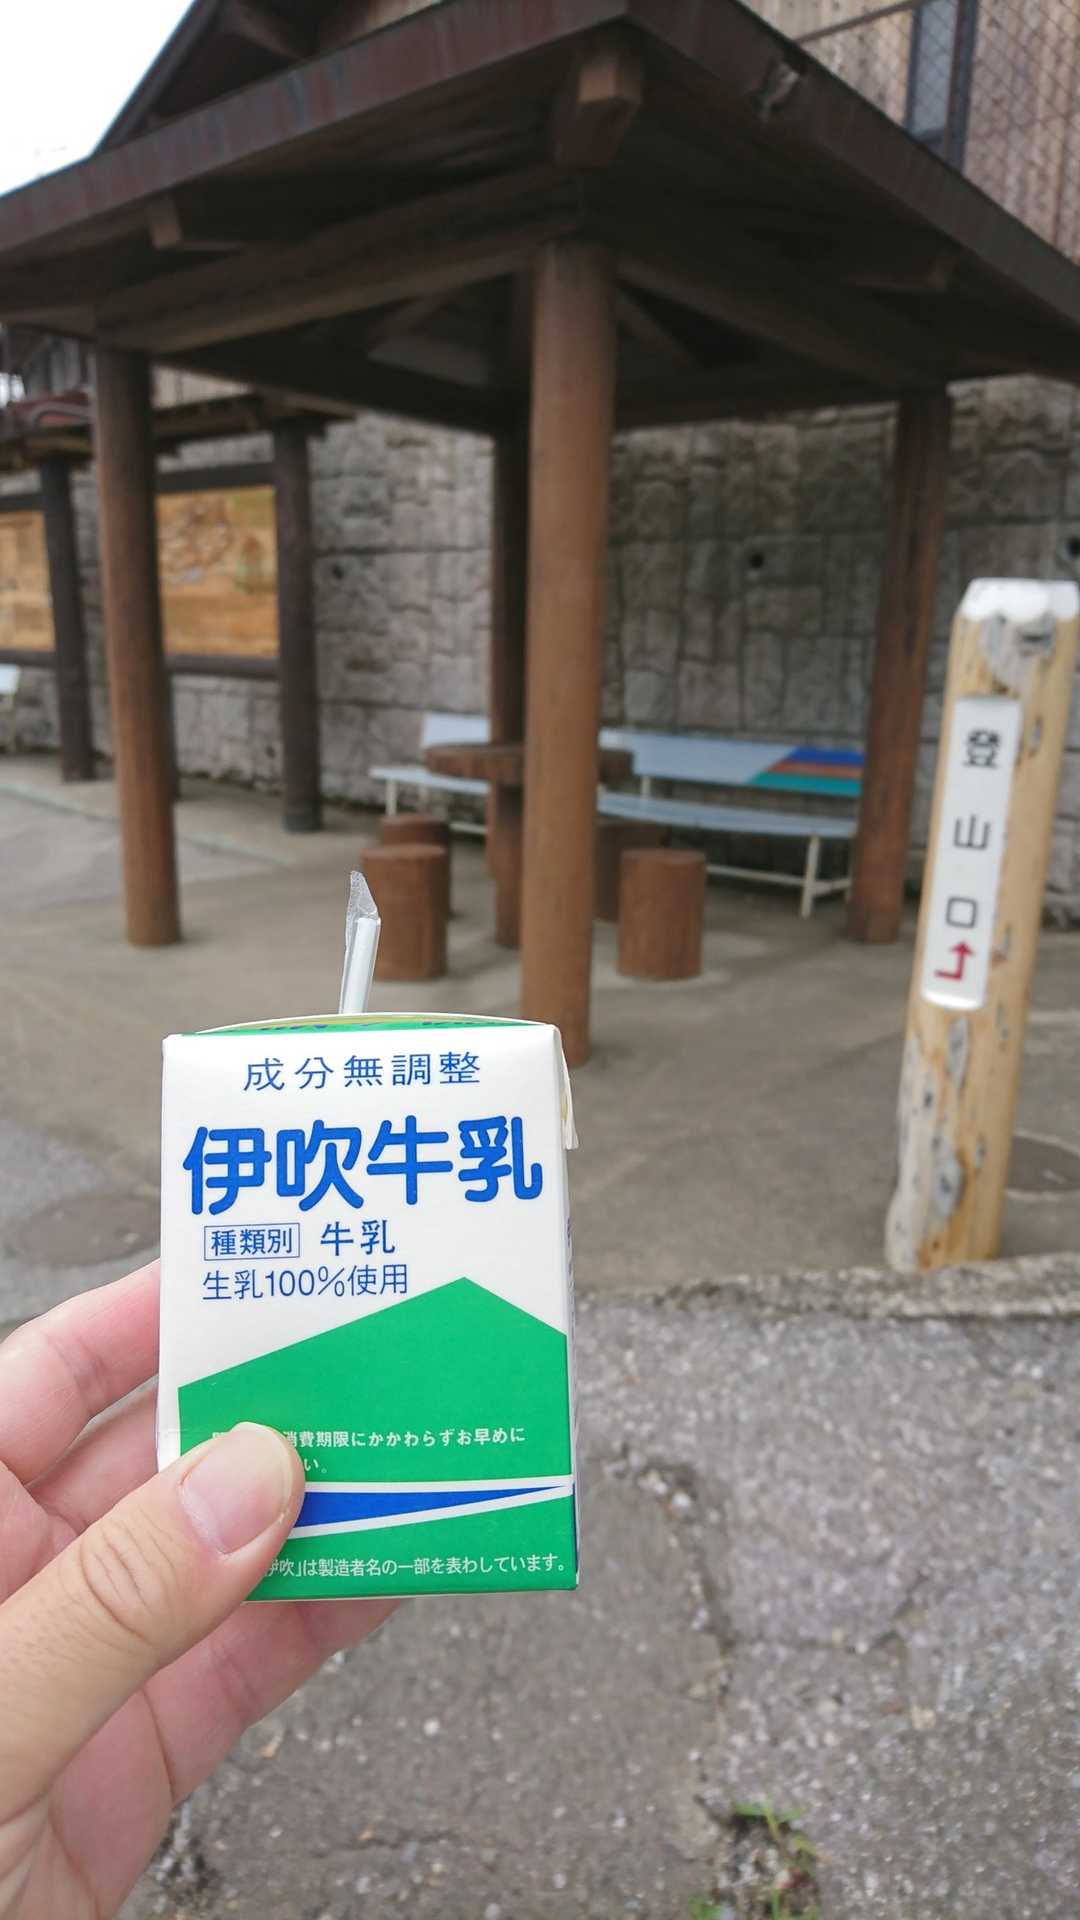 登山口
成分無調整
伊吹牛乳
種類別 牛乳
生乳100%使用
消費期限にかかわらずお早めに
い。
伊吹」は製造者名の一部を表わしています。